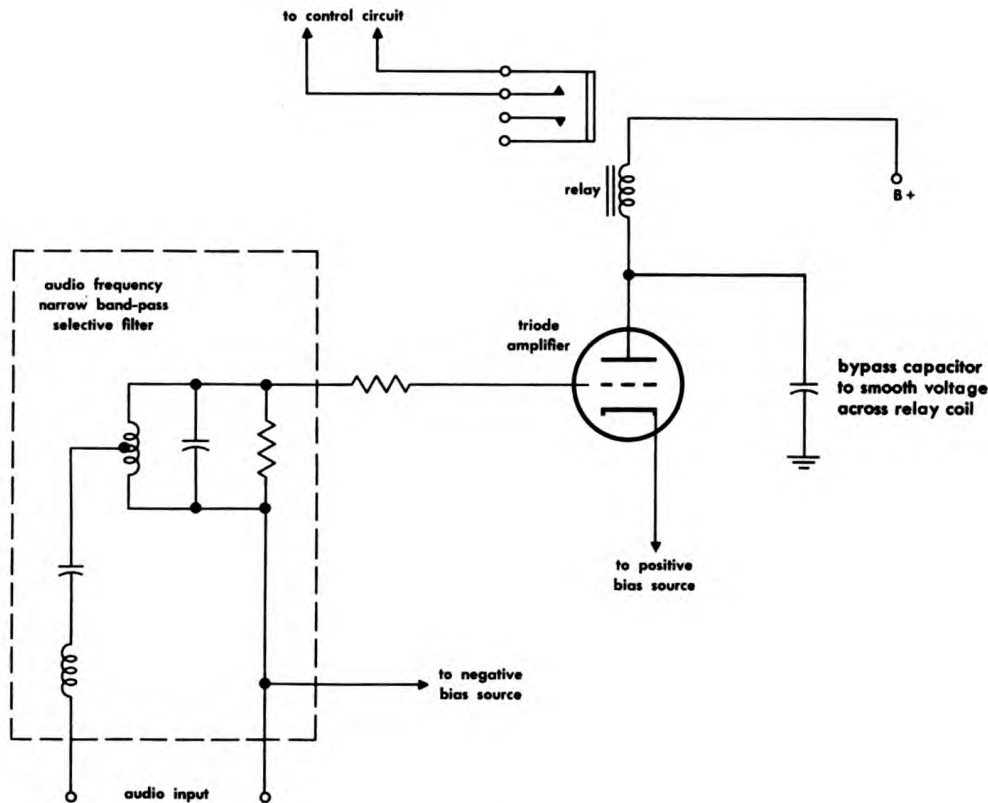 to control circuit
relay
B+
audio frequency
narrow band-pass
selective filter
triode
amplifier
bypass capacitor
to smooth voltage
across relay coil
to positive
bias source
to negative
bias source
audio input